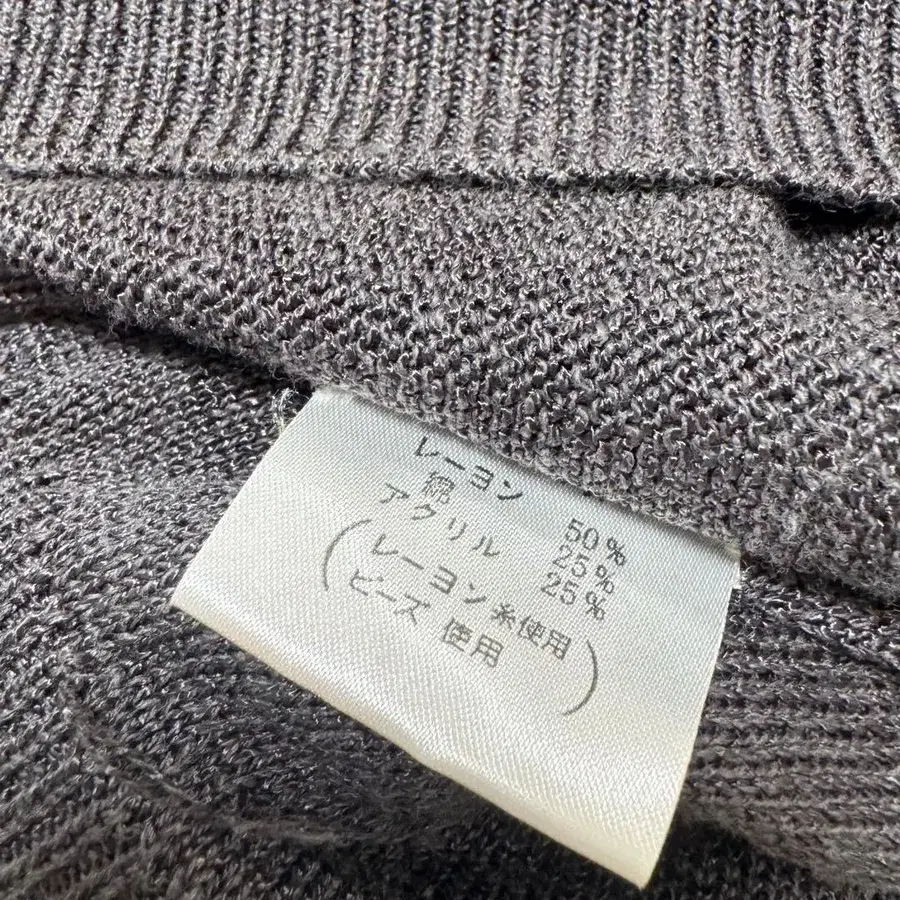 レーヨン 50%
綿 25%
アクリル 25%
(レーヨン糸使用
ビーズ 使用)